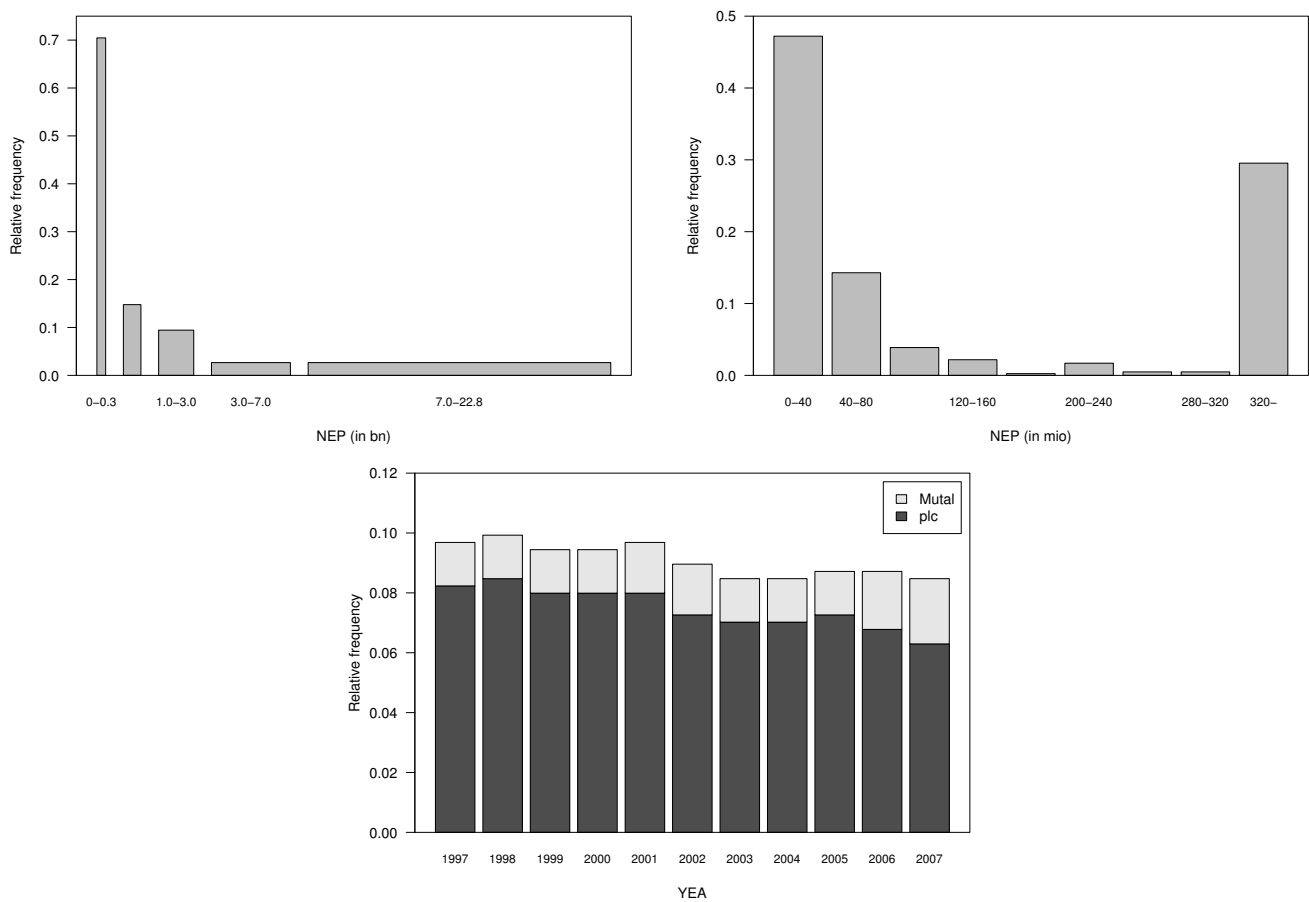 Relative frequency
0.7
0.6
0.5
0.4
0.3
0.2
0.1
0.0
0–0.3 1.0–3.0 3.0–7.0 7.0–22.8
NEP (in bn)
Relative frequency
0.5
0.4
0.3
0.2
0.1
0.0
0–40 40–80 120–160 200–240 280–320 320–
NEP (in mio)
Relative frequency
0.12
0.10
0.08
0.06
0.04
0.02
0.00
Mutal
plc
1997 1998 1999 2000 2001 2002 2003 2004 2005 2006 2007
YEA